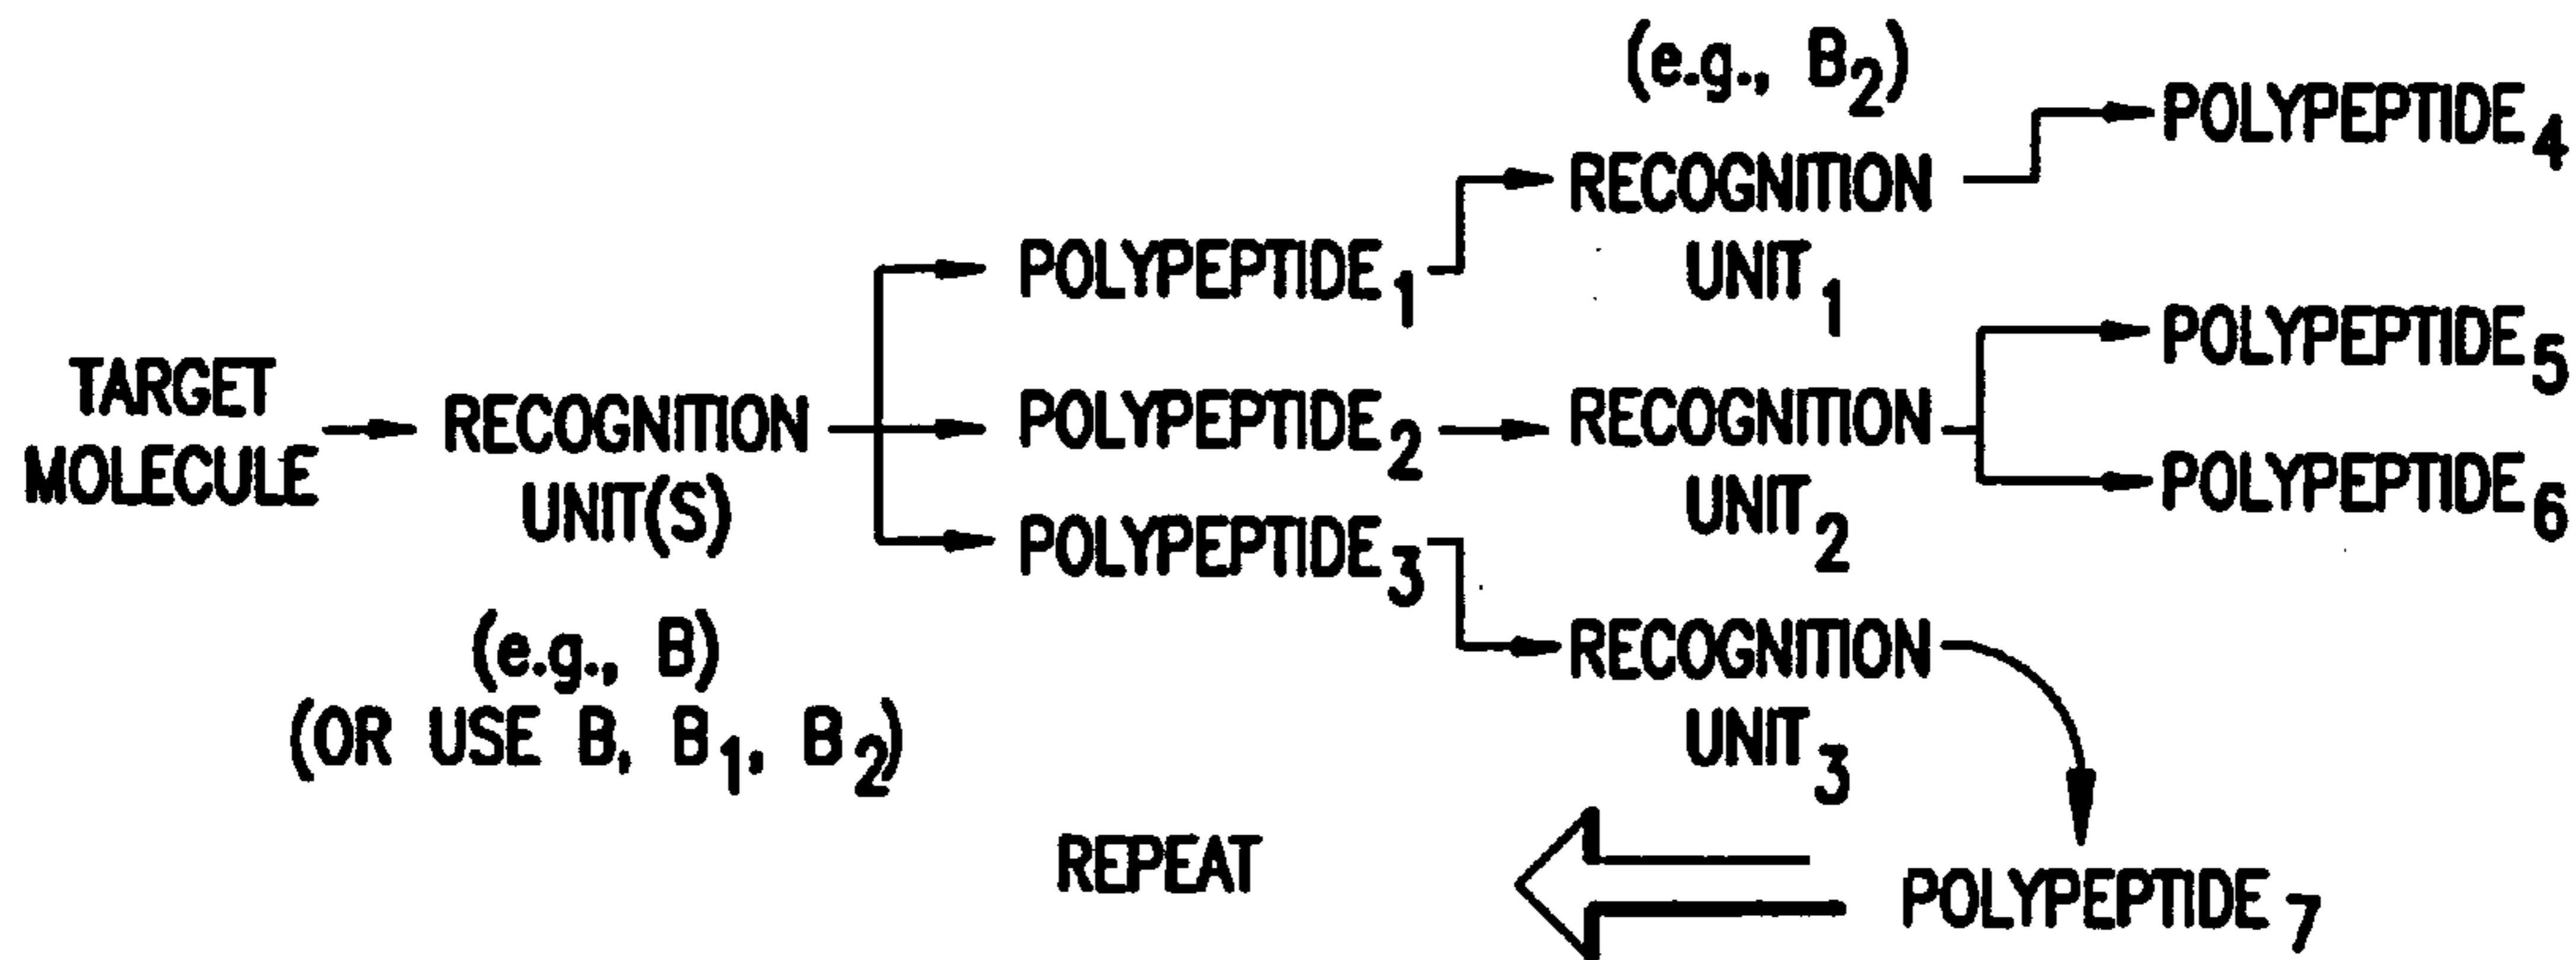 TARGET
MOLECULE
RECOGNITION
UNIT(S)
(e.g., B)
(OR USE B, B1, B2)
POLYPEPTIDE1
POLYPEPTIDE2
POLYPEPTIDE3
(e.g., B2)
RECOGNITION
UNIT1
RECOGNITION
UNIT2
RECOGNITION
UNIT3
POLYPEPTIDE4
POLYPEPTIDE5
POLYPEPTIDE6
POLYPEPTIDE7
REPEAT